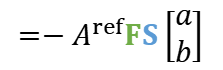 =− A^ref FS [a b]